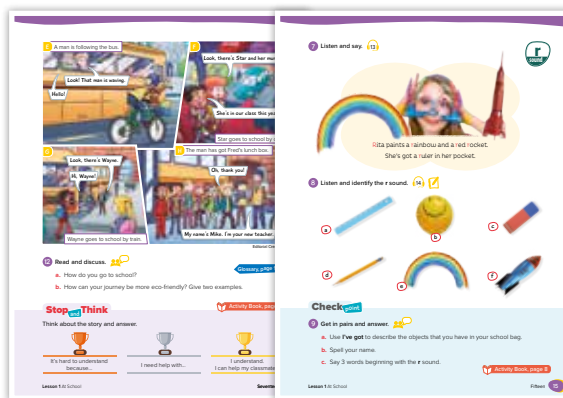 A man is following the bus.
Look! That man is waving.
Hello!
Look, there's Star and her mu
She's in our class this yea
Star goes to school by
Look, there's Wayne.
Hi, Wayne!
Wayne goes to school by train.
The man has got Fred's lunch box.
Oh, thank you!
My name's Mike. I'm your new teacher.
Editorial Cre
12 Read and discuss.
Glossary, page
a. How do you go to school?
b. How can your journey be more eco-friendly? Give two examples.
Stop and Think
Activity Book, page
Think about the story and answer.
It's hard to understand
because...
I need help with...
I understand.
I can help my classmate
Lesson 1 At School
Sevente
7 Listen and say. 13
r
sound
Rita paints a rainbow and a red rocket.
She's got a ruler in her pocket.
8 Listen and identify the r sound. 14
a
b
c
d
e
f
Check point
9 Get in pairs and answer.
a. Use I've got to describe the objects that you have in your school bag.
b. Spell your name.
c. Say 3 words beginning with the r sound.
Activity Book, page 8
Lesson 1 At School
Fifteen 15